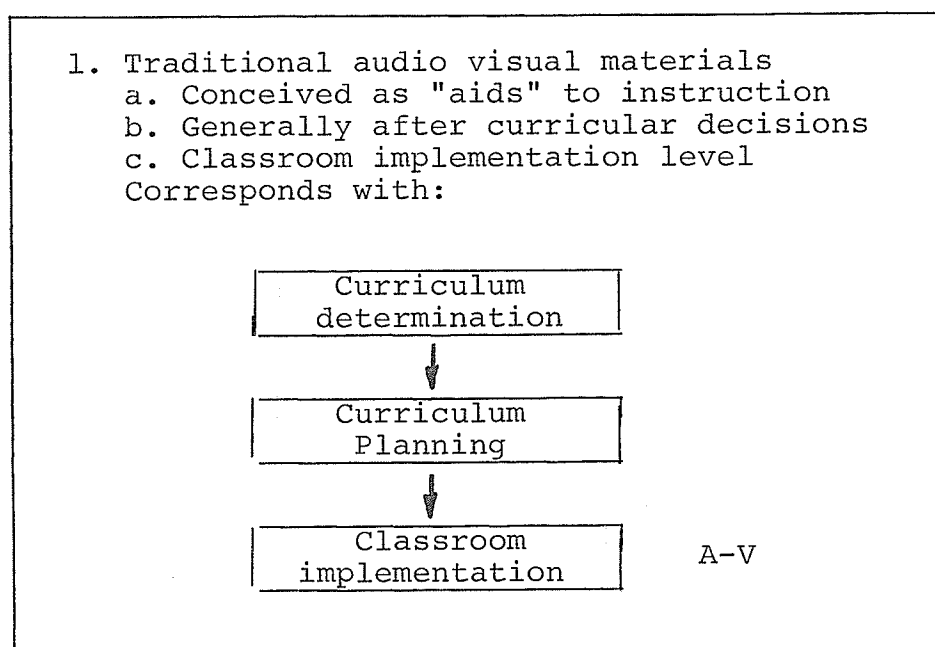 1. Traditional audio visual materials
a. Conceived as "aids" to instruction
b. Generally after curricular decisions
c. Classroom implementation level
Corresponds with:
Curriculum
determination
Curriculum
Planning
Classroom
implementation
A-V